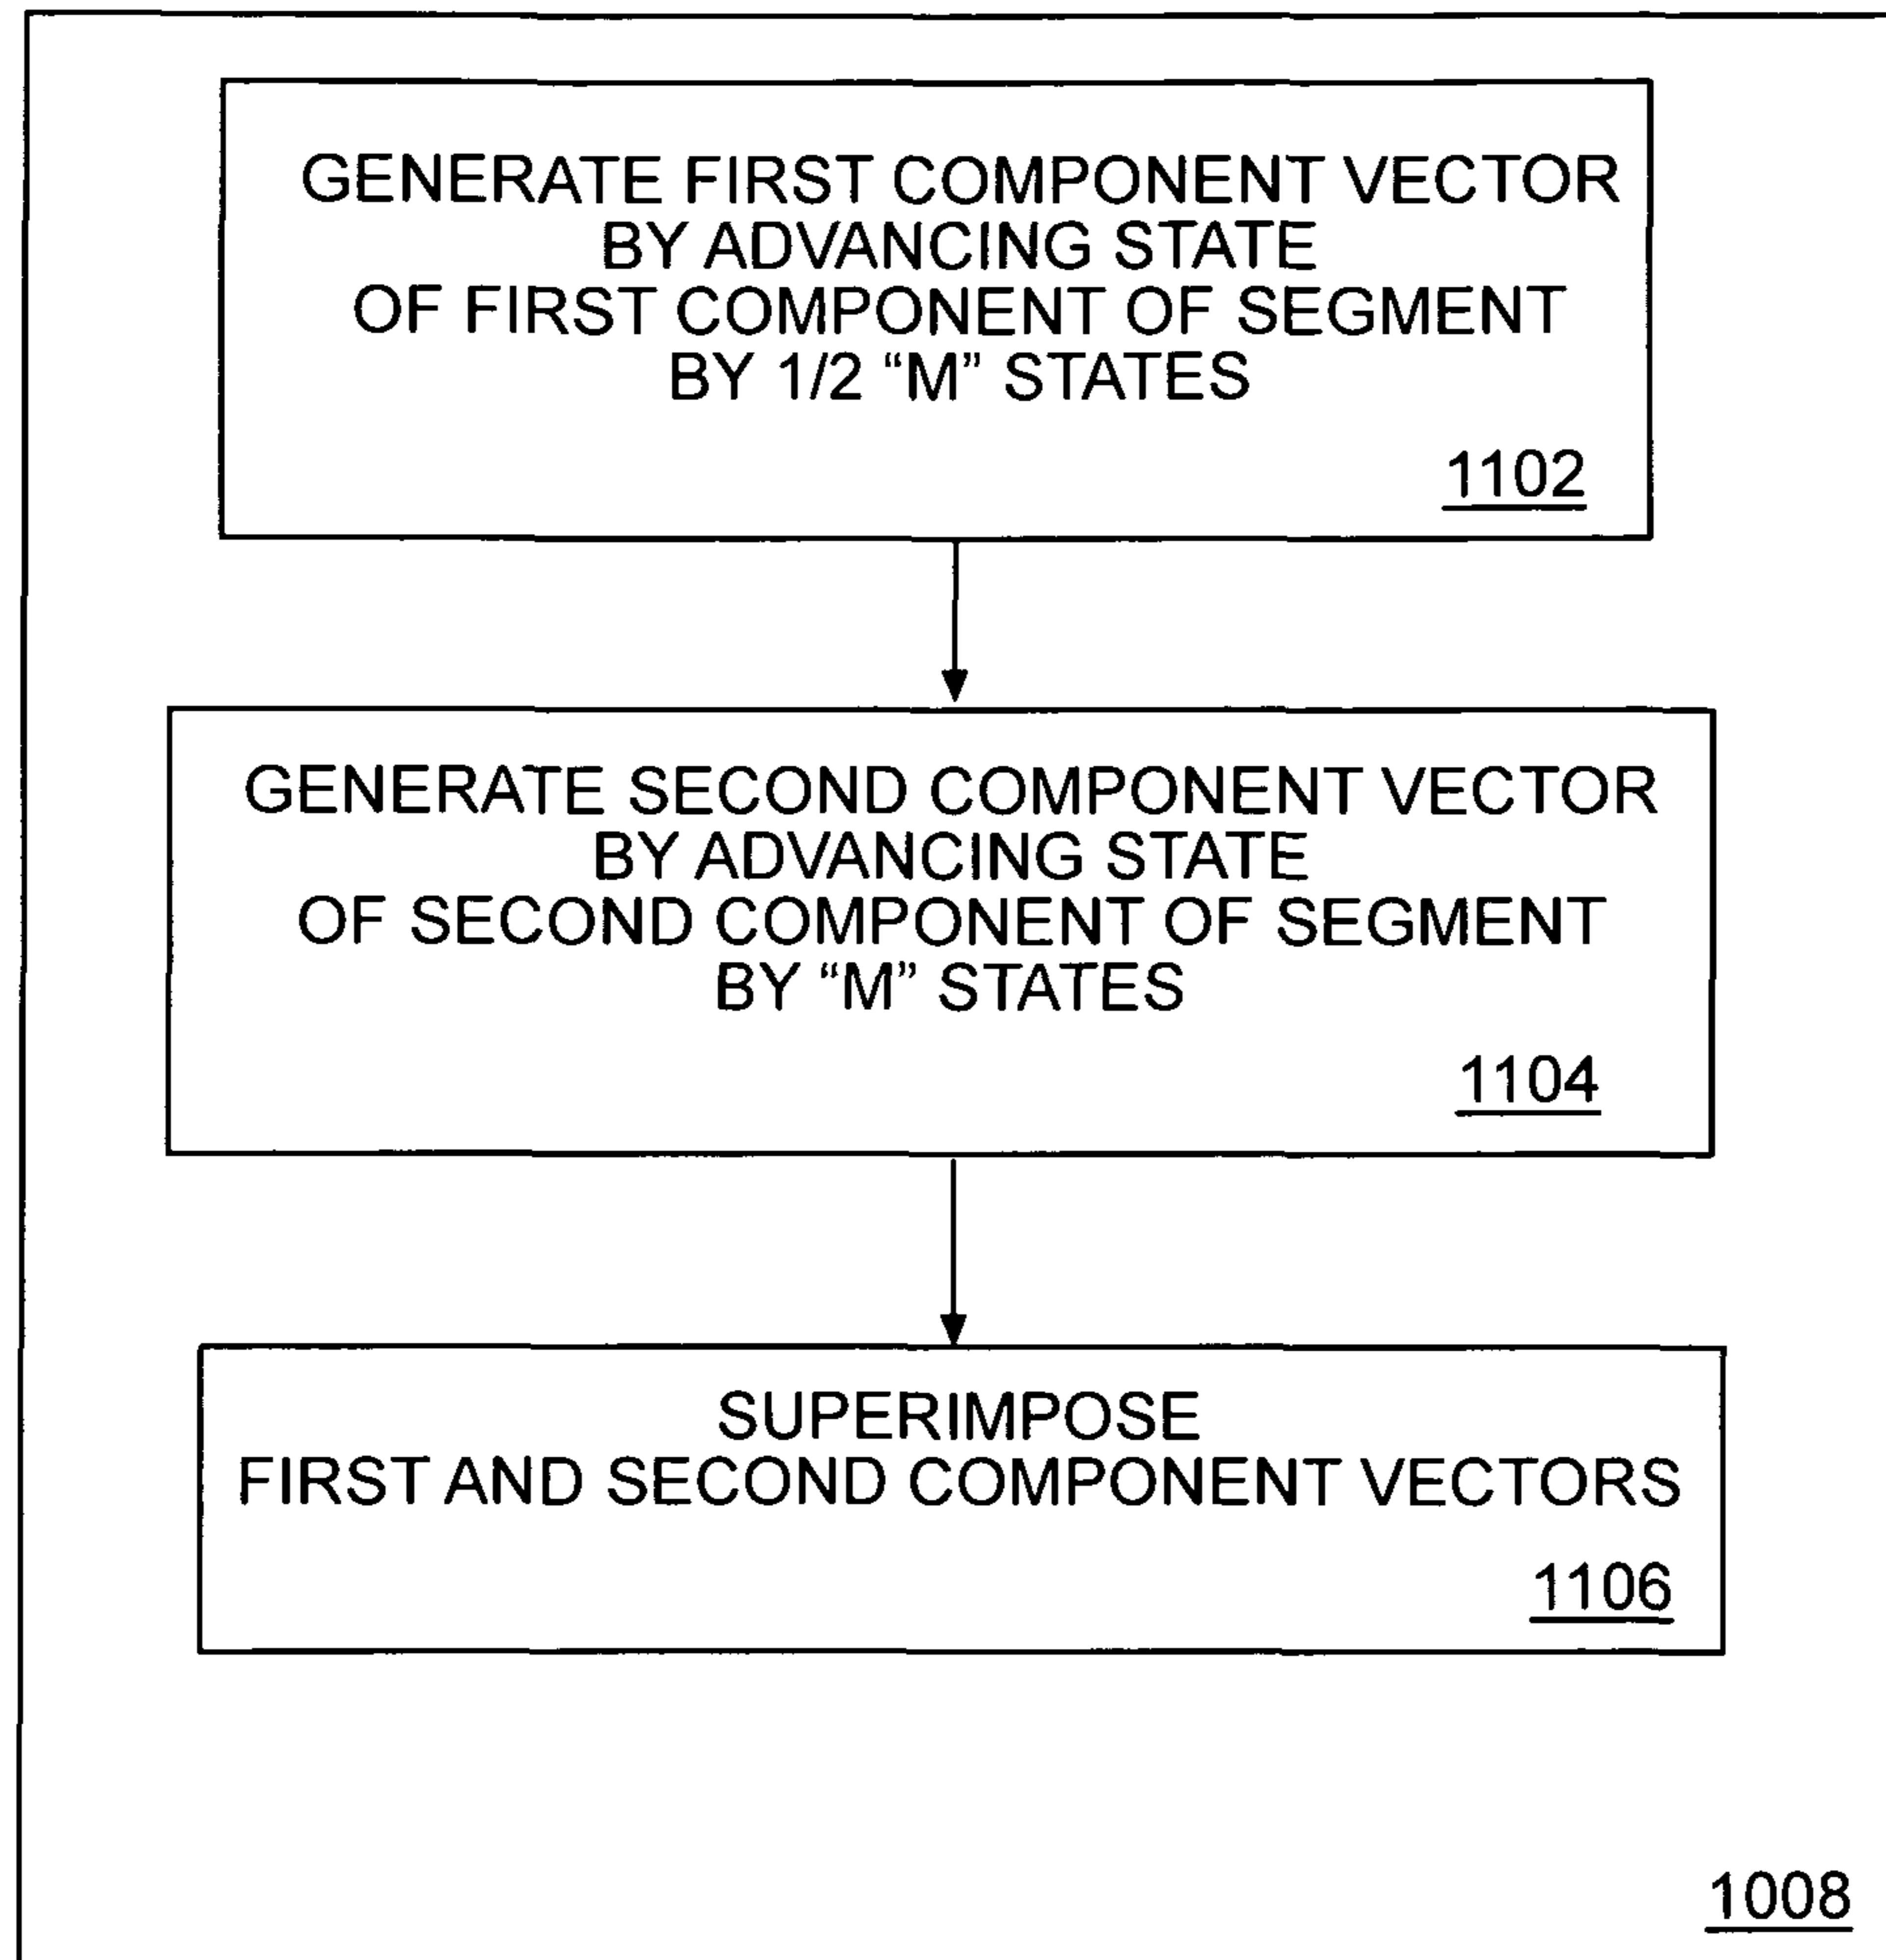 GENERATE FIRST COMPONENT VECTOR
BY ADVANCING STATE
OF FIRST COMPONENT OF SEGMENT
BY 1/2 “M” STATES
1102
GENERATE SECOND COMPONENT VECTOR
BY ADVANCING STATE
OF SECOND COMPONENT OF SEGMENT
BY “M” STATES
1104
SUPERIMPOSE
FIRST AND SECOND COMPONENT VECTORS
1106
1008